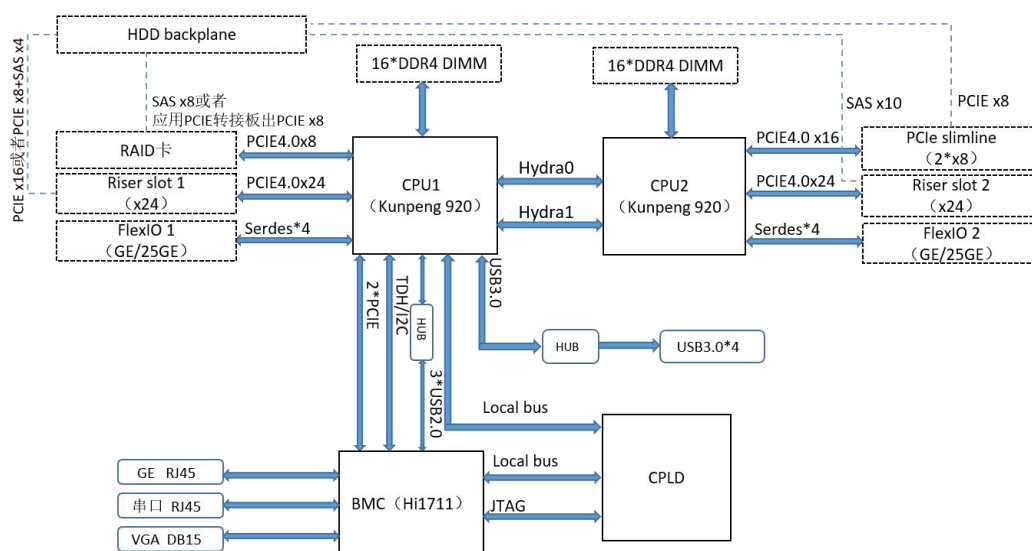 HDD backplane
16*DDR4 DIMM
16*DDR4 DIMM
PCIE x16或者PCIE x8+SAS x4
SAS x8或者
应用PCIE转接板出PCIE x8
SAS x10
PCIE x8
RAID卡
PCIE4.0x8
Riser slot 1
(x24)
PCIE4.0x24
FlexIO 1
(GE/25GE)
Serdes*4
CPU1
(Kunpeng 920)
Hydra0
Hydra1
CPU2
(Kunpeng 920)
PCIE4.0 x16
PCIe slimline
(2*x8)
PCIE4.0x24
Riser slot 2
(x24)
Serdes*4
FlexIO 2
(GE/25GE)
2*PCIE
TDH/I2C
HUB
3*USB2.0
USB3.0
HUB
USB3.0*4
Local bus
Local bus
JTAG
CPLD
GE RJ45
串口 RJ45
VGA DB15
BMC（Hi1711）